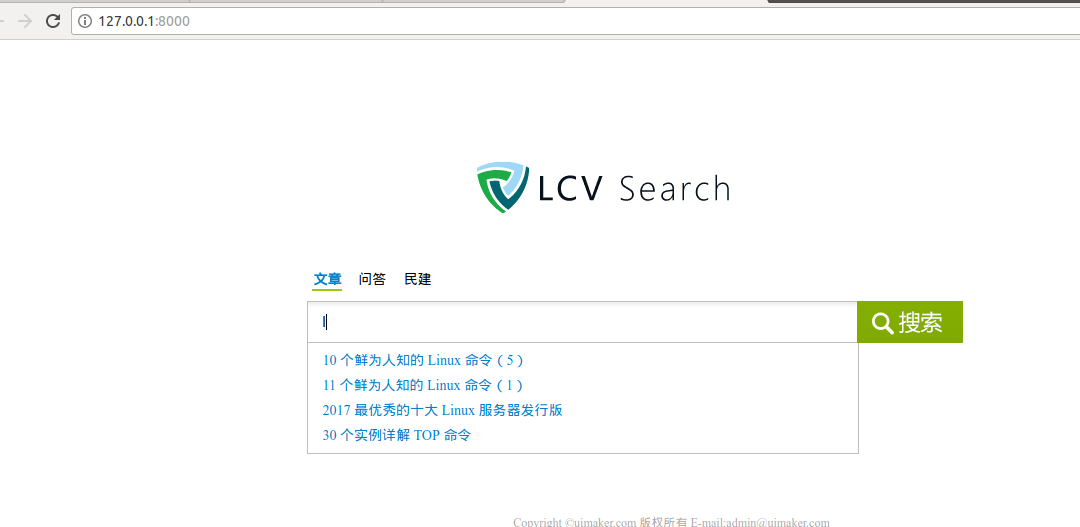 127.0.0.1:8000
LCV Search
文章 问答 民建
l 搜索
10 个鲜为人知的 Linux 命令（5）
11 个鲜为人知的 Linux 命令（1）
2017 最优秀的十大 Linux 服务器发行版
30 个实例详解 TOP 命令
Copyright ©uimaker.com 版权所有 E-mail:admin@uimaker.com